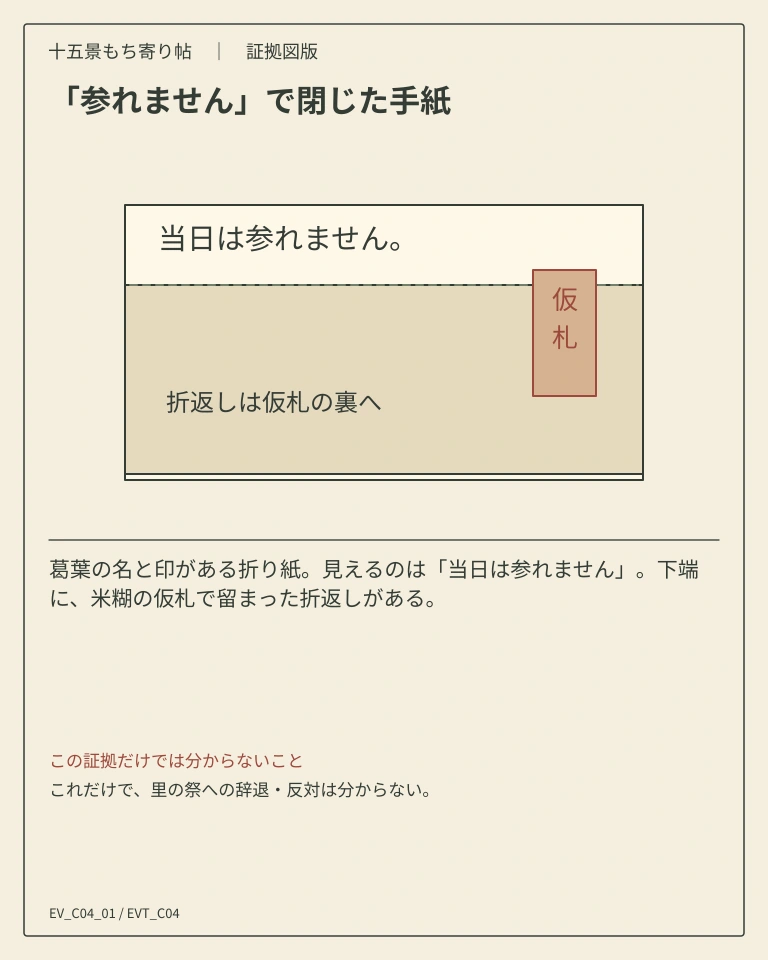 十五景もち寄り帖 | 証拠図版
「参れません」で閉じた手紙
当日は参れません。
仮札
折返しは仮札の裏へ
葛葉の名と印がある折り紙。見えるのは「当日は参れません」。下端
に、米糊の仮札で留まった折返しがある。
この証拠だけでは分からないこと
これだけで、里の祭への辞退・反対は分からない。
EV_C04_01 / EVT_C04